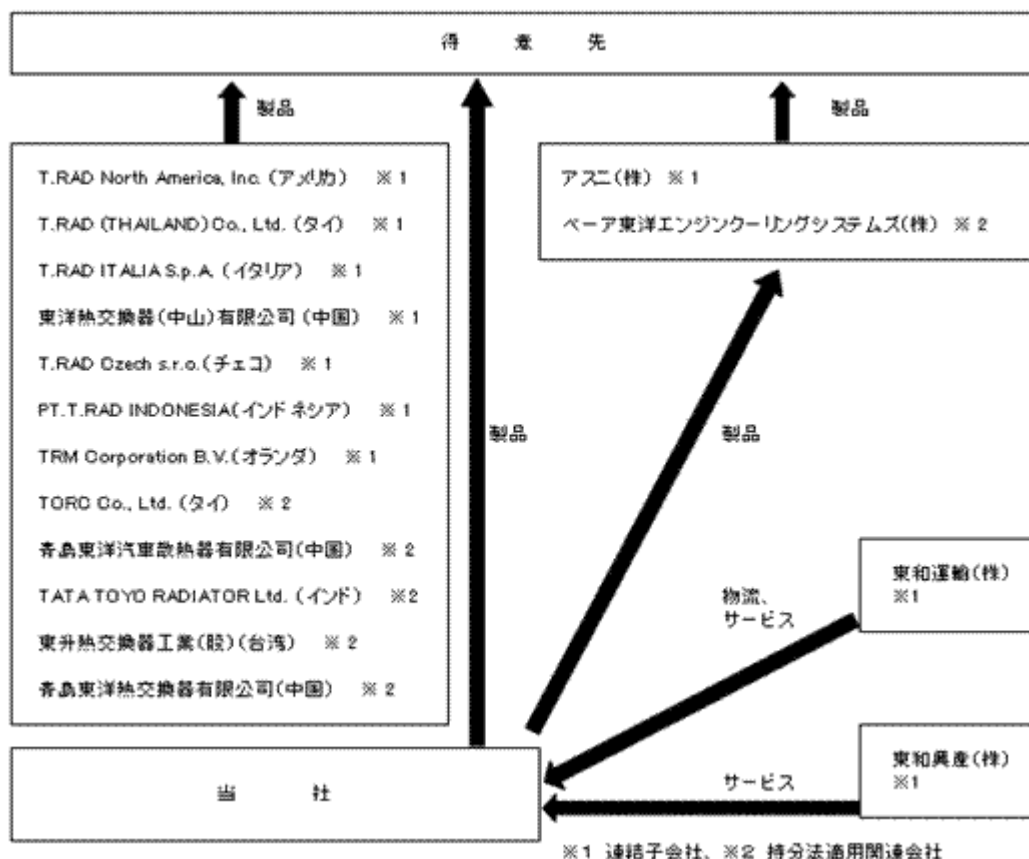 得 意 先
製品
製品
T.RAD North America, Inc. (アメリカ) ※1
T.RAD (THAILAND) Co., Ltd. (タイ) ※1
T.RAD ITALIA S.p.A. (イタリア) ※1
東洋熱交換器(中山)有限公司 (中国) ※1
T.RAD Czech s.r.o.(チェコ) ※1
PT.T.RAD INDONESIA(インドネシア) ※1
TRM Corporation B.V.(オランダ) ※1
TORC Co., Ltd. (タイ) ※2
青島東洋汽車散熱器有限公司(中国) ※2
TATA TOYO RADIATOR Ltd. (インド) ※2
東升熱交換器工業(股)(台湾) ※2
青島東洋熱交換器有限公司(中国) ※2
アスニ(株) ※1
ベーア東洋エンジンクーリングシステムズ(株) ※2
製品
製品
物流、
サービス
東和運輸(株)
※1
当 社
サービス
東和興産(株)
※1
※1 連結子会社、※2 持分法適用関連会社